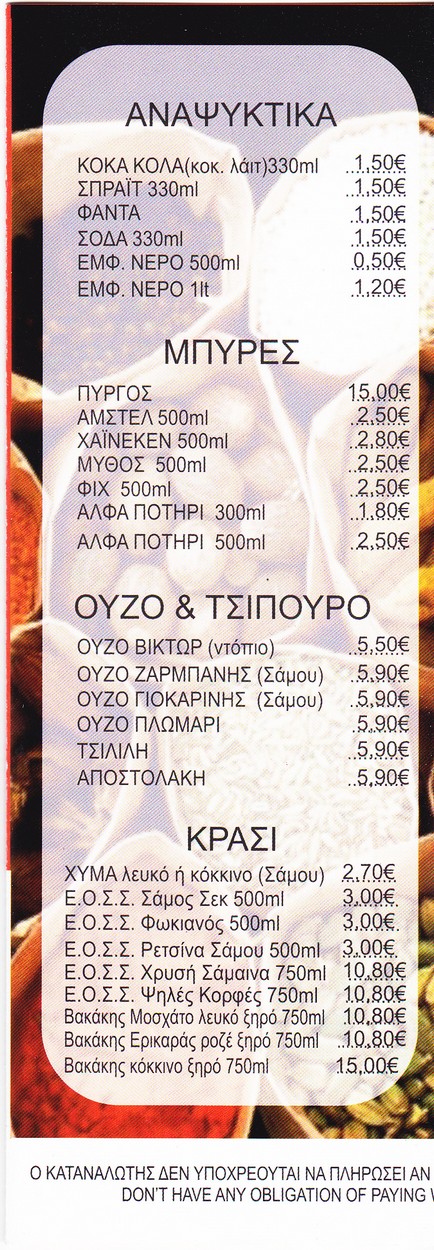 ΑΝΑΨΥΚΤΙΚΑ
ΚΟΚΑ ΚΟΛΑ(κοκ. λάιτ)330ml ..1,50€
ΣΠΡΑΪΤ 330ml ..1,50€
ΦΑΝΤΑ ..1,50€
ΣΟΔΑ 330ml ..1,50€
ΕΜΦ. ΝΕΡΟ 500ml 0,50€
ΕΜΦ. ΝΕΡΟ 1lt ..1,20€
ΜΠΥΡΕΣ
ΠΥΡΓΟΣ 15,00€
ΑΜΣΤΕΛ 500ml ..2,50€
ΧΑΪΝΕΚΕΝ 500ml ..2,80€
ΜΥΘΟΣ 500ml ..2,50€
ΦΙΧ 500ml ..2,50€
ΑΛΦΑ ΠΟΤΗΡΙ 300ml ..1,80€
ΑΛΦΑ ΠΟΤΗΡΙ 500ml ..2,50€
ΟΥΖΟ & ΤΣΙΠΟΥΡΟ
ΟΥΖΟ ΒΙΚΤΩΡ (ντόπιο) ..5,50€
ΟΥΖΟ ΖΑΡΜΠΑΝΗΣ (Σάμου) ..5,90€
ΟΥΖΟ ΓΙΟΚΑΡΙΝΗΣ (Σάμου) ..5,90€
ΟΥΖΟ ΠΛΩΜΑΡΙ ..5,90€
ΤΣΙΛΙΛΗ ..5,90€
ΑΠΟΣΤΟΛΑΚΗ ..5,90€
ΚΡΑΣΙ
ΧΥΜΑ λευκό ή κόκκινο (Σάμου) 2,70€
Ε.Ο.Σ.Σ. Σάμος Σεκ 500ml 3,00€
Ε.Ο.Σ.Σ. Φωκιανός 500ml 3,00€
Ε.Ο.Σ.Σ. Ρετσίνα Σάμου 500ml 3,00€
Ε.Ο.Σ.Σ. Χρυσή Σάμαινα 750ml 10,80€
Ε.Ο.Σ.Σ. Ψηλές Κορφές 750ml 10,80€
Βακάκης Μοσχάτο λευκό ξηρό 750ml 10,80€
Βακάκης Ερικαράς ροζέ ξηρό 750ml ..10,80€
Βακάκης κόκκινο ξηρό 750ml 15,00€
Ο ΚΑΤΑΝΑΛΩΤΗΣ ΔΕΝ ΥΠΟΧΡΕΟΥΤΑΙ ΝΑ ΠΛΗΡΩΣΕΙ ΑΝ
DON'T HAVE ANY OBLIGATION OF PAYING